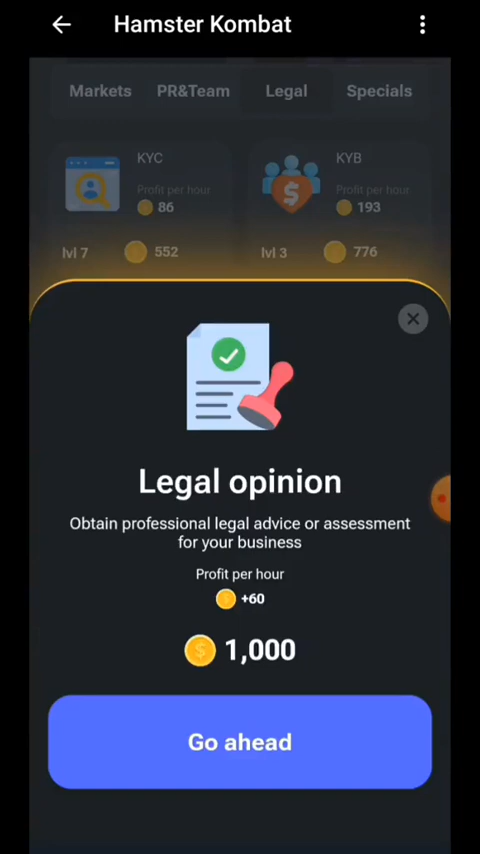 Hamster Kombat
Markets PR&Team Legal Specials
KYC
Profit per hour
86
lvl 7 552
KYB
Profit per hour
193
lvl 3 776
Legal opinion
Obtain professional legal advice or assessment
for your business
Profit per hour
+60
1,000
Go ahead